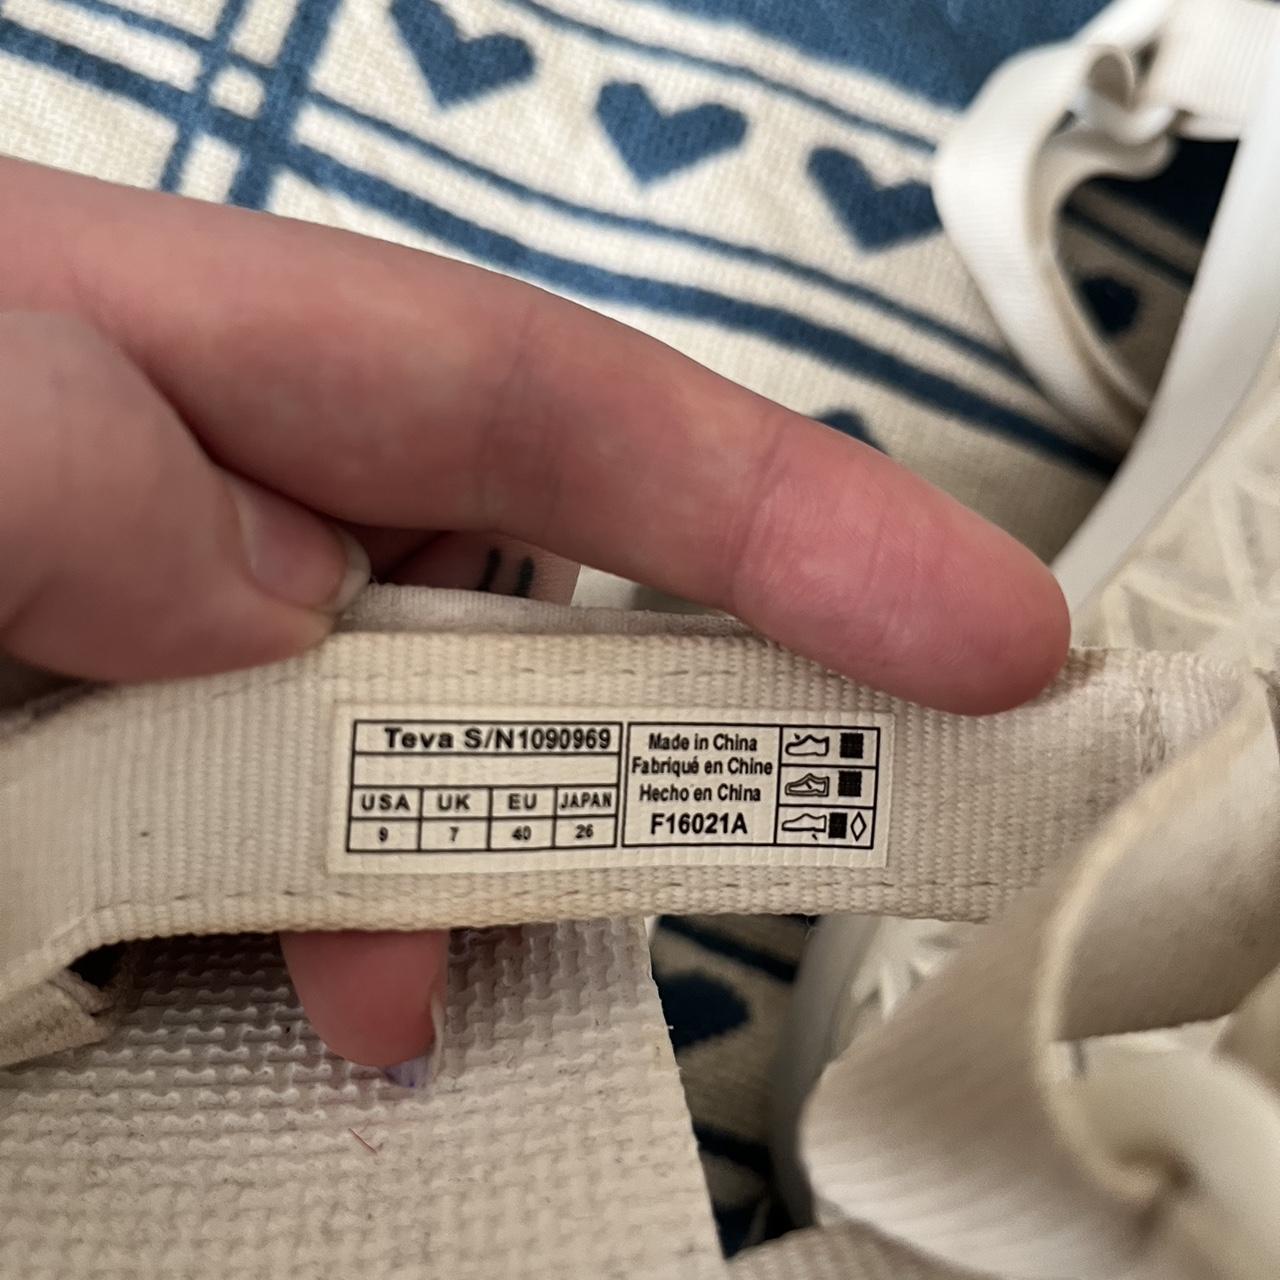 Teva S/N1090969
USA UK EU JAPAN
9 7 40 26
Made in China
Fabriqué en Chine
Hecho en China
F16021A